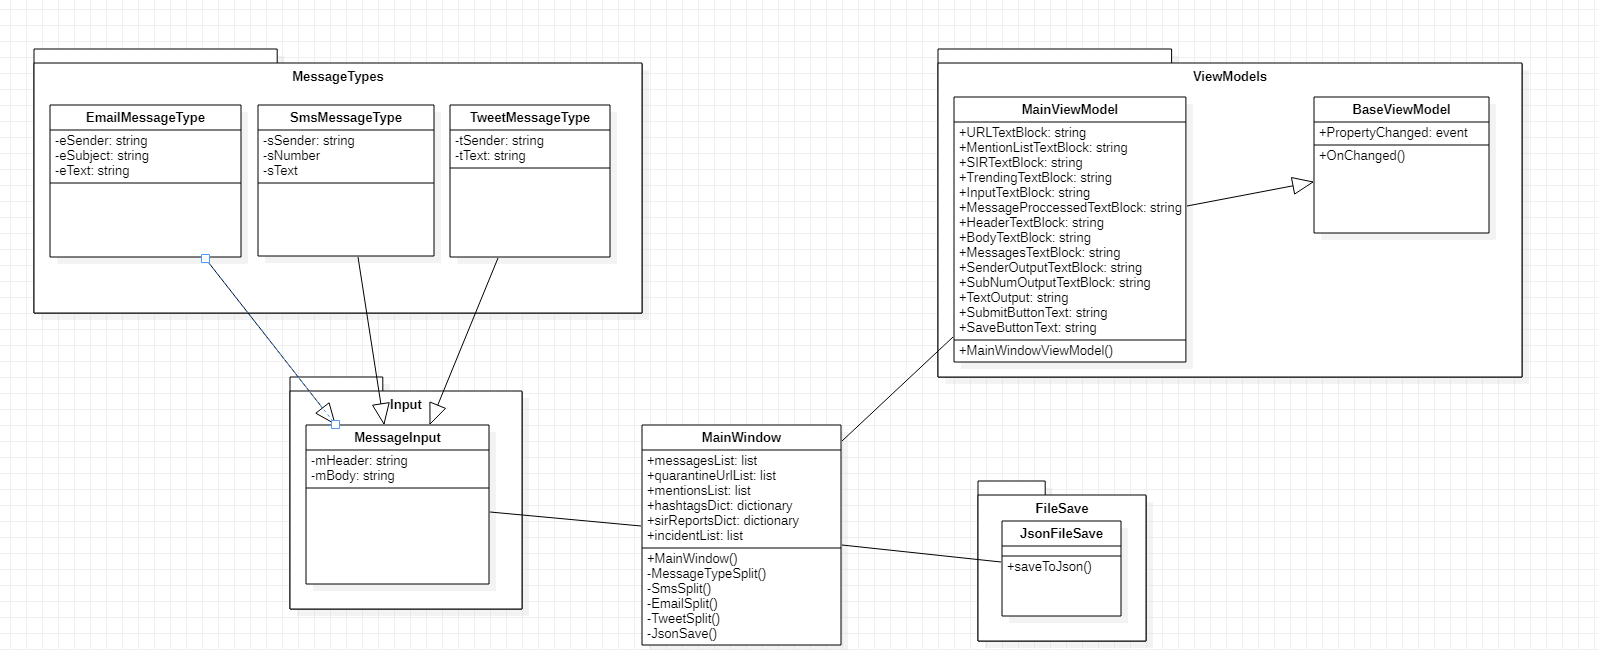 MessageTypes
EmailMessageType
-eSender: string
-eSubject: string
-eText: string
SmsMessageType
-sSender: string
-sNumber
-sText
TweetMessageType
-tSender: string
-tText: string
ViewModels
MainViewModel
+URLTextBlock: string
+MentionListTextBlock: string
+SIRTextBlock: string
+TrendingTextBlock: string
+InputTextBlock: string
+MessageProccessedTextBlock: string
+HeaderTextBlock: string
+BodyTextBlock: string
+MessagesTextBlock: string
+SenderOutputTextBlock: string
+SubNumOutputTextBlock: string
+TextOutput: string
+SubmitButtonText: string
+SaveButtonText: string
+MainWindowViewModel()
BaseViewModel
+PropertyChanged: event
+OnChanged()
Input
MessageInput
-mHeader: string
-mBody: string
MainWindow
+messagesList: list
+quarantineUrlList: list
+mentionsList: list
+hashtagsDict: dictionary
+sirReportsDict: dictionary
+incidentList: list
+MainWindow()
-MessageTypeSplit()
-SmsSplit()
-EmailSplit()
-TweetSplit()
-JsonSave()
FileSave
JsonFileSave
+saveToJson()